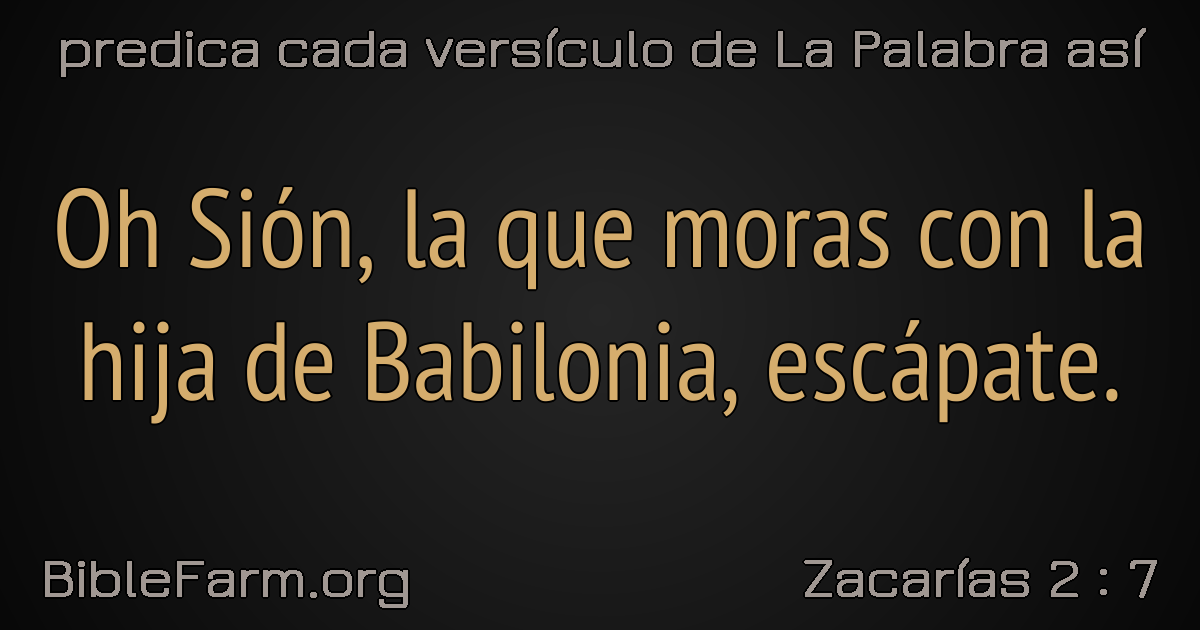 predica cada versículo de La Palabra así
Oh Sión, la que moras con la
hija de Babilonia, escápate.
BibleFarm.org
Zacarías 2 : 7